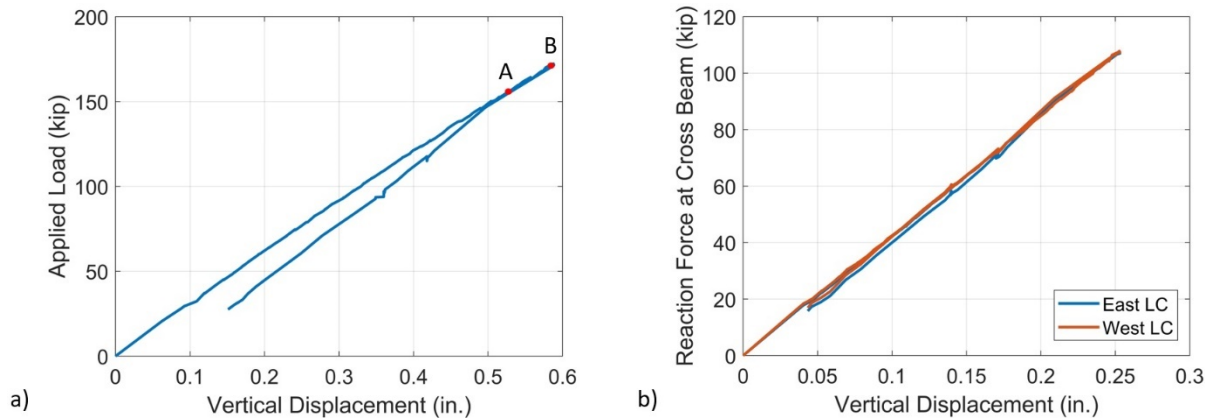 200
150
100
50
0
Applied Load (kip)
A
B
0 0.1 0.2 0.3 0.4 0.5 0.6
Vertical Displacement (in.)
a)
120
100
80
60
40
20
0
Reaction Force at Cross Beam (kip)
East LC
West LC
0 0.05 0.1 0.15 0.2 0.25 0.3
Vertical Displacement (in.)
b)